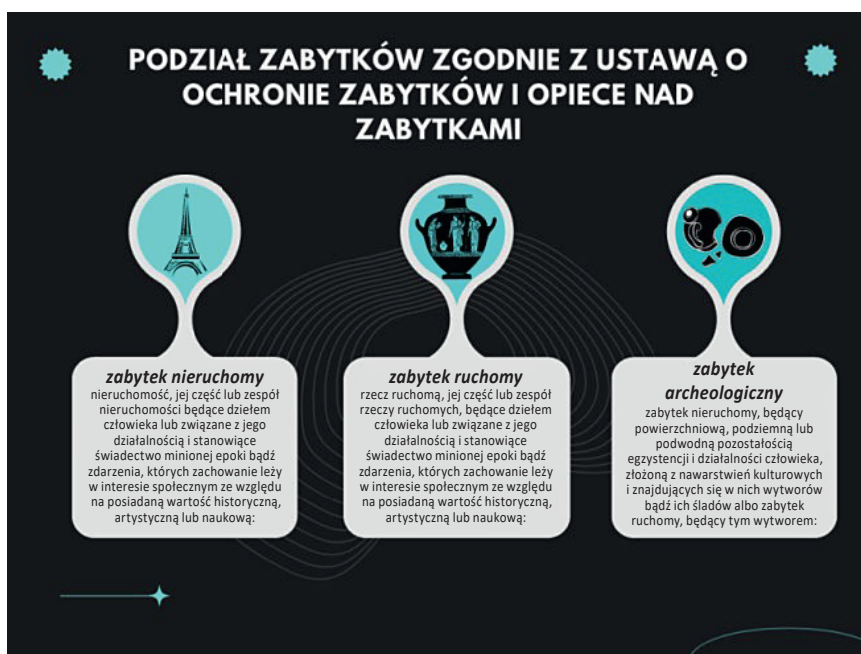 PODZIAŁ ZABYTKÓW ZGODNIE Z USTAWĄ O
OCHRONIE ZABYTKÓW I OPIECE NAD
ZABYTKAMI
zabytek nieruchomy
nieruchomość, jej część lub zespół
nieruchomości będące dziełem
człowieka lub związane z jego
działalnością i stanowiące
świadectwo minionej epoki bądź
zdarzenia, których zachowanie leży
w interesie społecznym ze względu
na posiadaną wartość historyczną,
artystyczną lub naukową:
zabytek ruchomy
rzecz ruchomą, jej część lub zespół
rzeczy ruchomych, będące dziełem
człowieka lub związane z jego
działalnością i stanowiące
świadectwo minionej epoki bądź
zdarzenia, których zachowanie leży
w interesie społecznym ze względu
na posiadaną wartość historyczną,
artystyczną lub naukową:
zabytek
archeologiczny
zabytek nieruchomy, będący
powierzchniową, podziemną lub
podwodną pozostałością
egzystencji i działalności człowieka,
złożoną z nawarstwień kulturowych
i znajdujących się w nich wytworów
bądź ich śladów albo zabytek
ruchomy, będący tym wytworem: